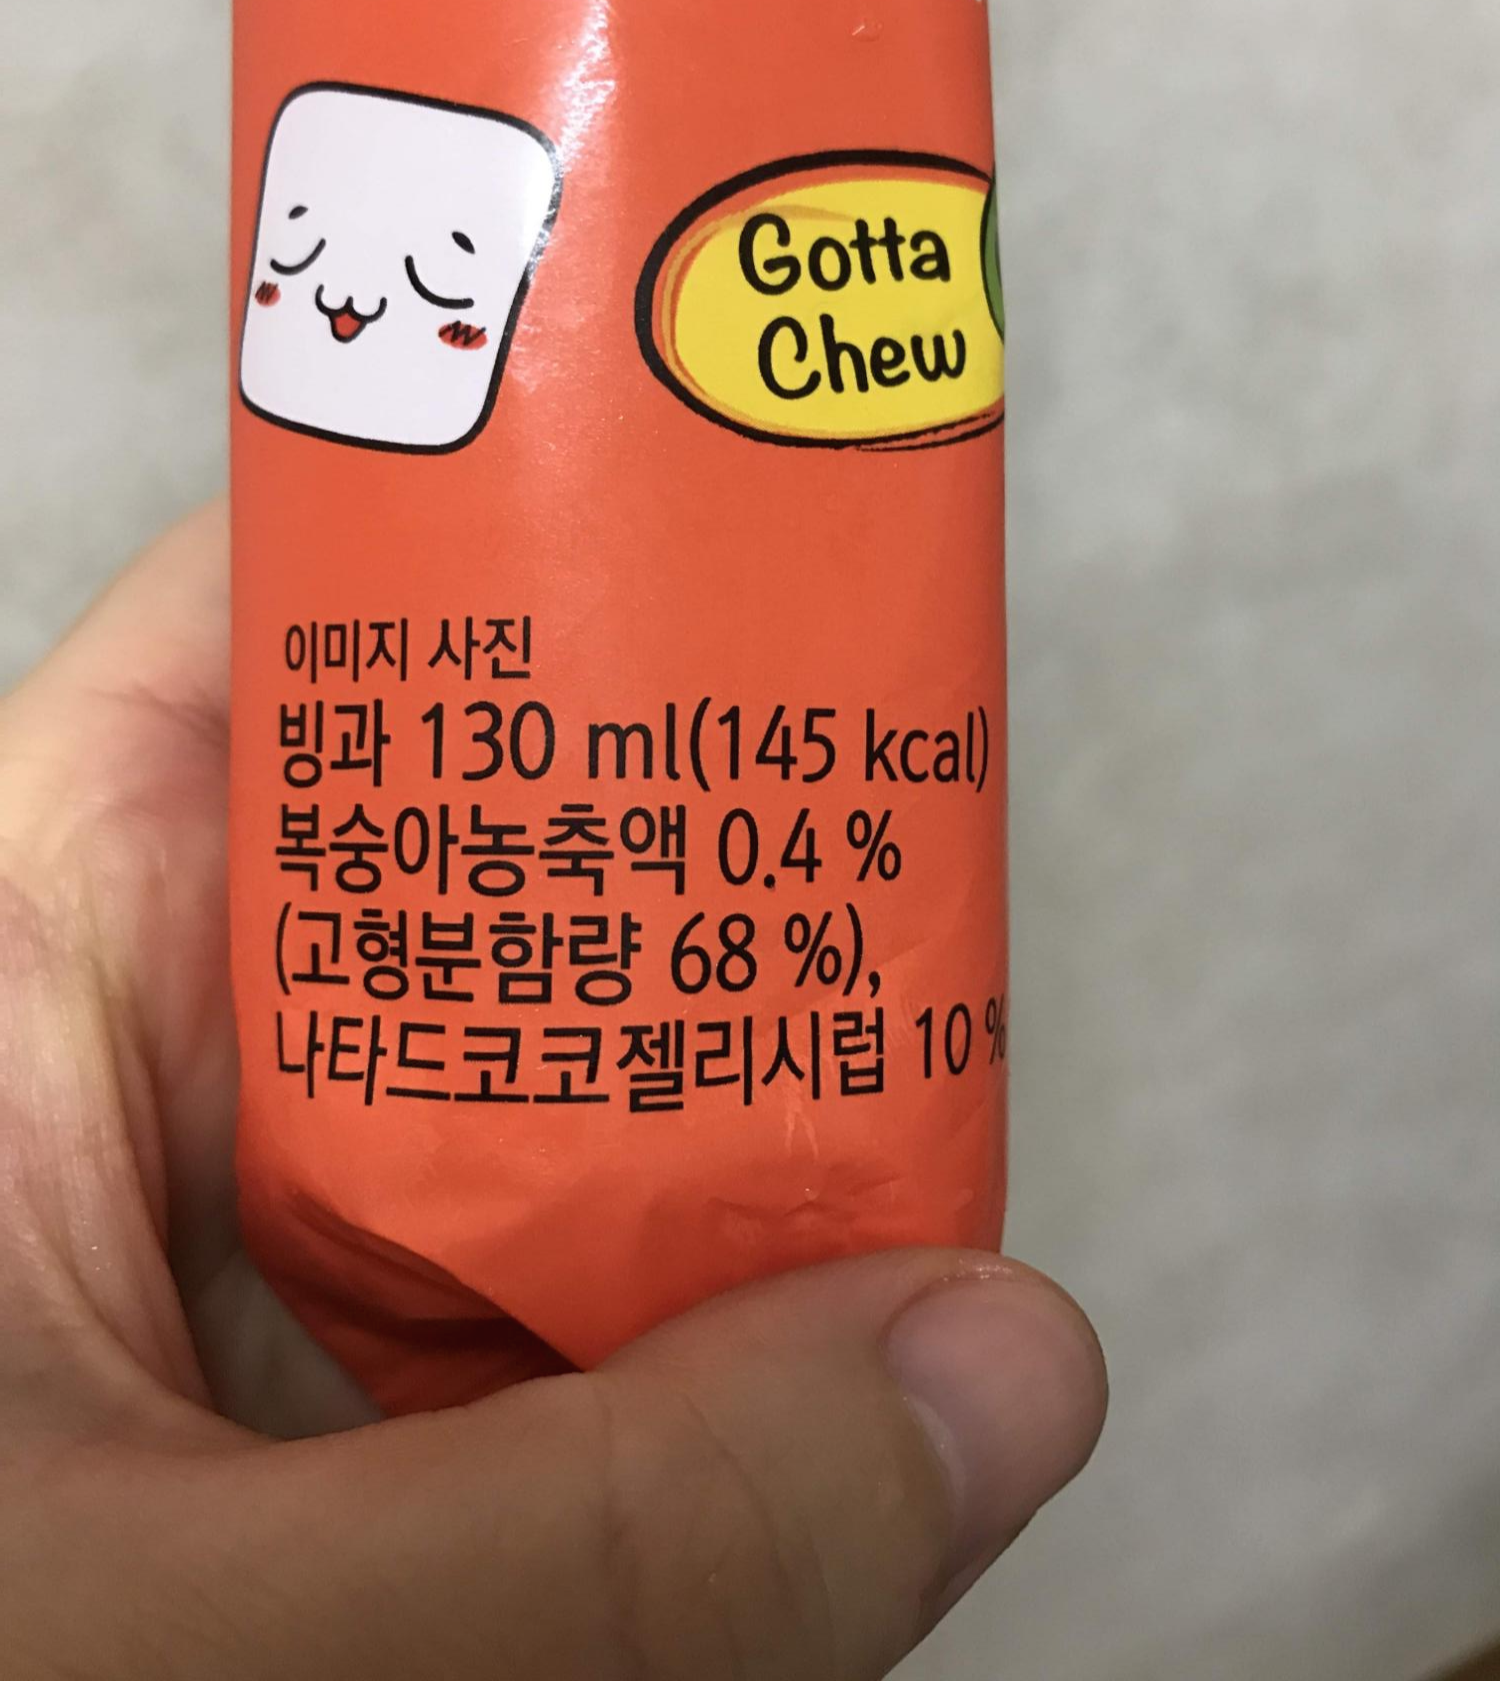 Gotta
Chew
이미지 사진
빙과 130 ml(145 kcal)
복숭아농축액 0.4 %
(고형분함량 68 %),
나타드코코젤리시럽 10 %